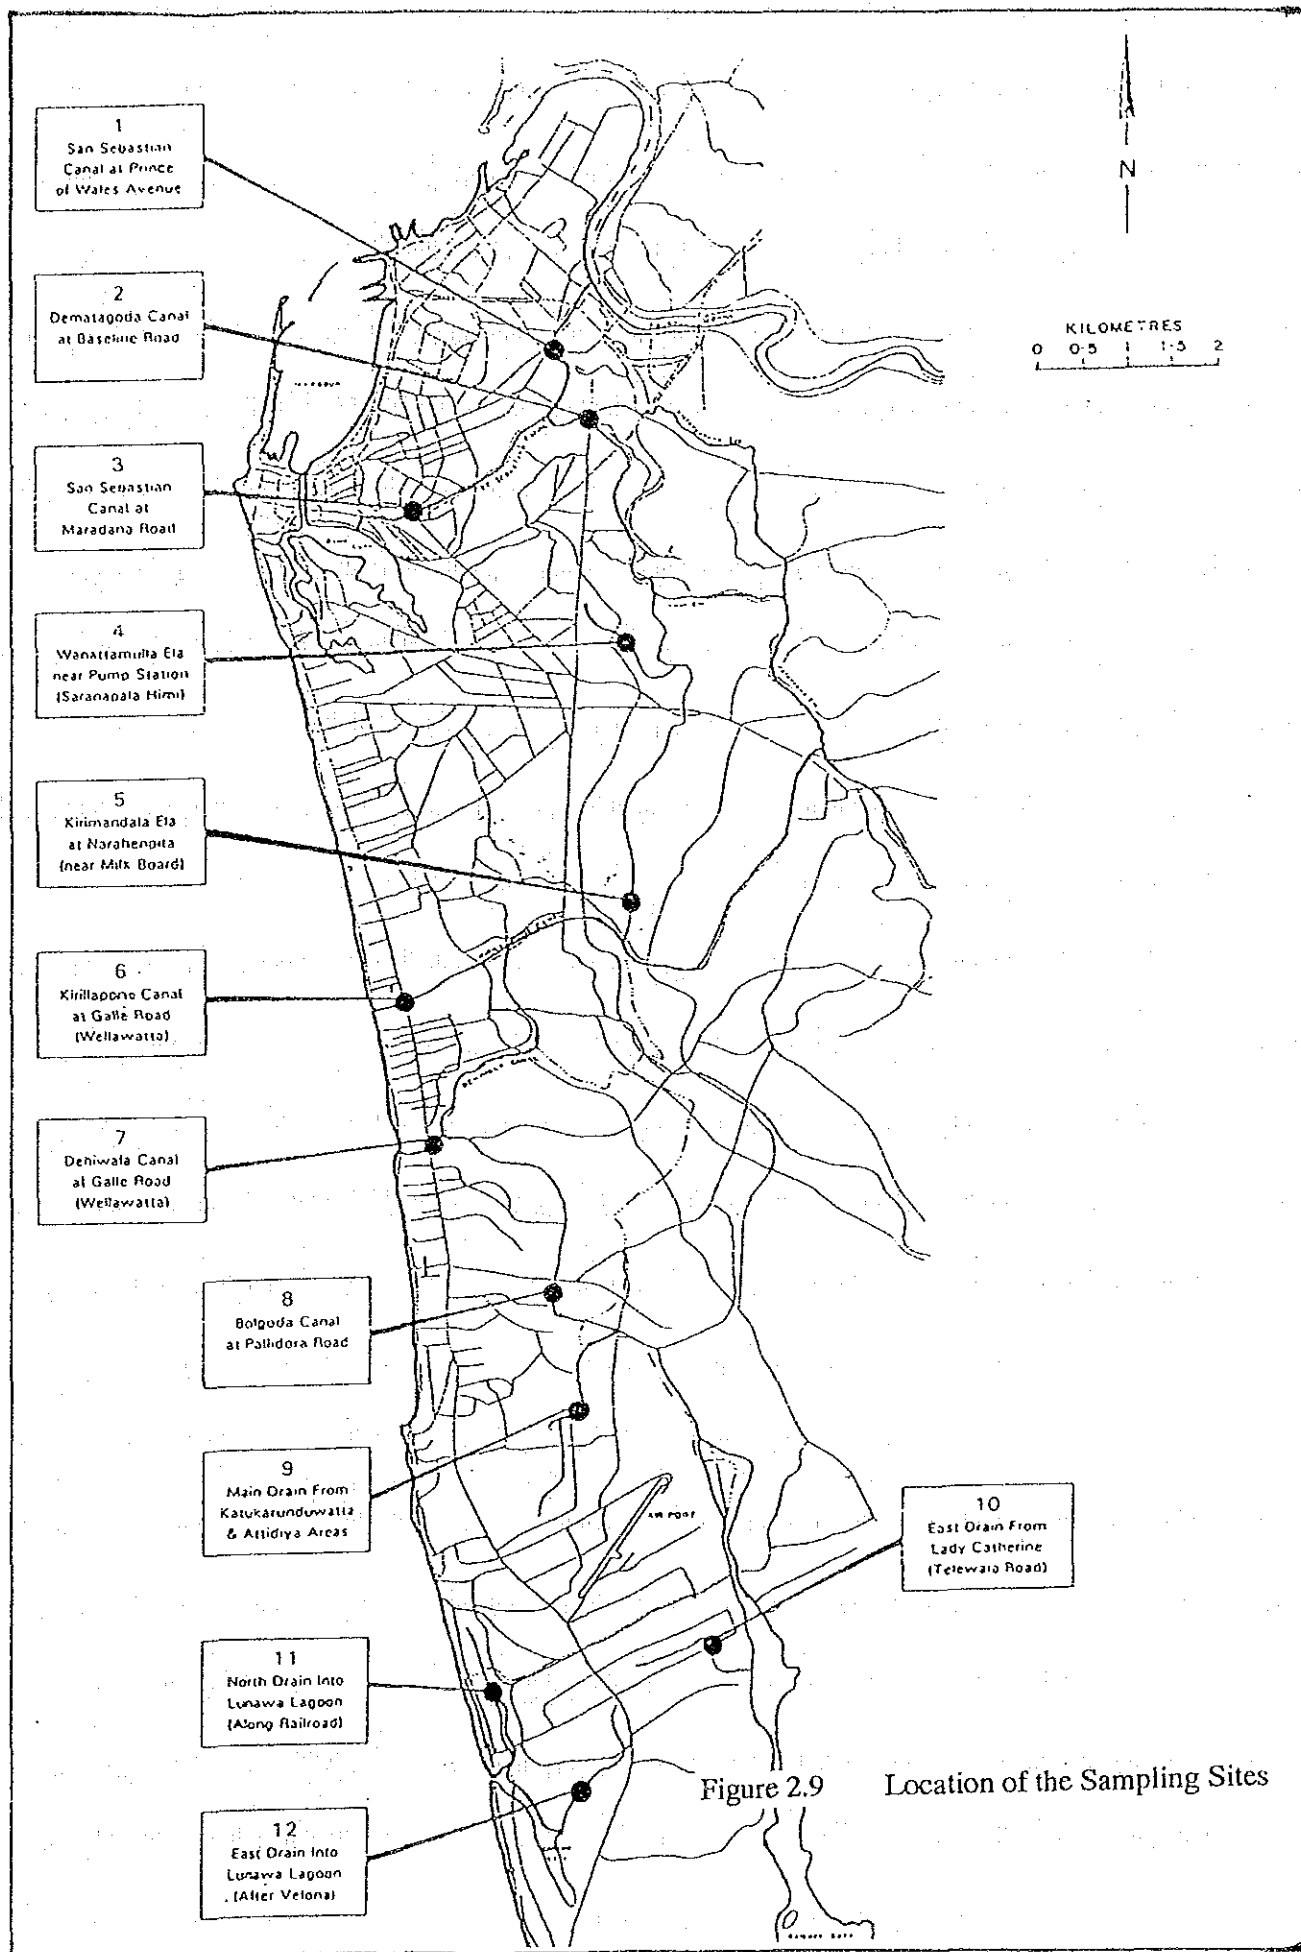 1
San Sebastian
Canal at Prince
of Wales Avenue
2
Dematagoda Canal
at Baseline Road
3
San Sebastian
Canal at
Maradana Road
4
Wanattamulla Ela
near Pump Station
(Saranapala Himi)
5
Kirimandala Ela
at Narahenpita
(near Milk Board)
6
Kirillapone Canal
at Galle Road
(Wellawatta)
7
Dehiwala Canal
at Galle Road
(Wellawatta)
8
Bolgoda Canal
at Pallidora Road
9
Main Drain From
Katukarunduwatta
& Attidiya Areas
10
East Drain From
Lady Catherine
(Telewala Road)
11
North Drain Into
Lunawa Lagoon
(Along Railroad)
12
East Drain Into
Lunawa Lagoon
(After Velona)
N
KILOMETRES
0 0·5 1 1·5 2
HARBOUR
AIR PORT
Figure 2.9 Location of the Sampling Sites